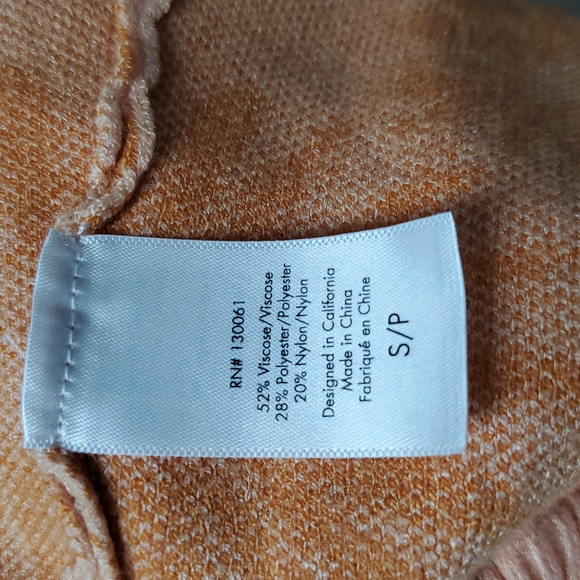 RN# 130061
52% Viscose/Viscose
28% Polyester/Polyester
20% Nylon/Nylon
Designed in California
Made in China
Fabriqué en Chine
S/P